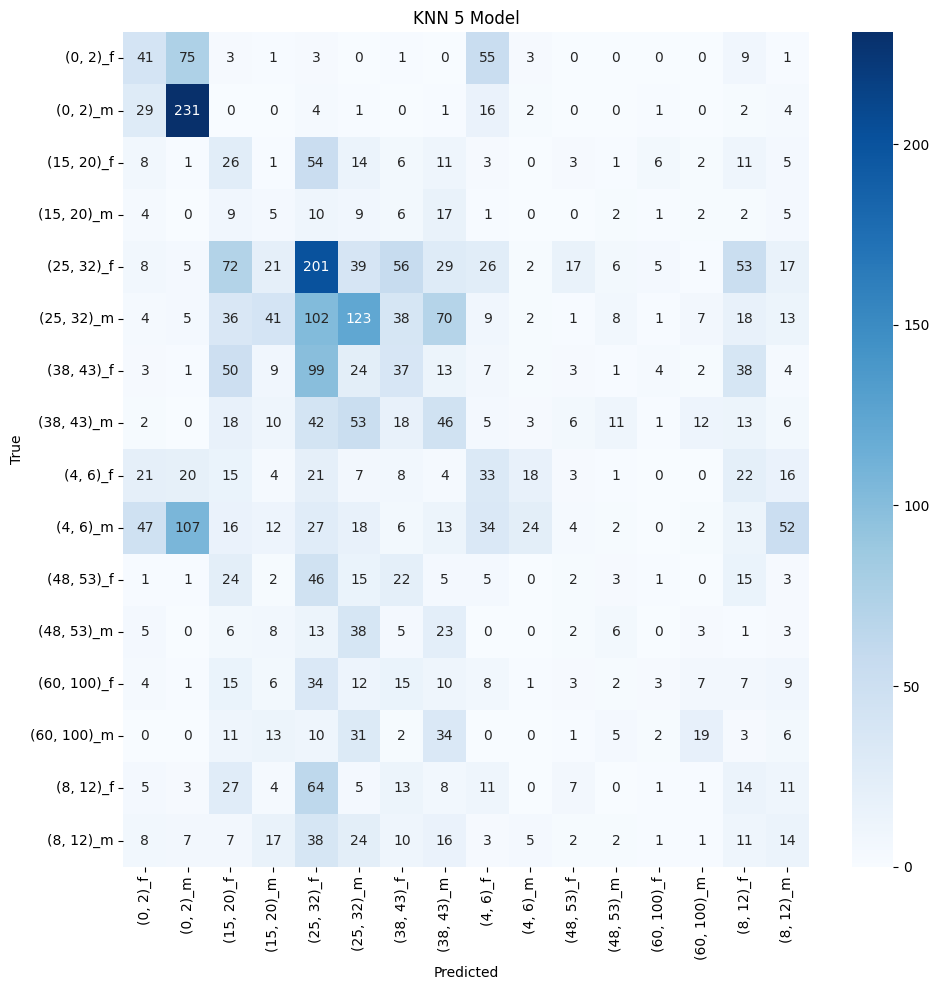 KNN 5 Model
(0, 2)_f 41 75 3 1 3 0 1 0 55 3 0 0 0 0 9 1
(0, 2)_m 29 231 0 0 4 1 0 1 16 2 0 0 1 0 2 4
(15, 20)_f 8 1 26 1 54 14 6 11 3 0 3 1 6 2 11 5
(15, 20)_m 4 0 9 5 10 9 6 17 1 0 0 2 1 2 2 5
(25, 32)_f 8 5 72 21 201 39 56 29 26 2 17 6 5 1 53 17
(25, 32)_m 4 5 36 41 102 123 38 70 9 2 1 8 1 7 18 13
(38, 43)_f 3 1 50 9 99 24 37 13 7 2 3 1 4 2 38 4
(38, 43)_m 2 0 18 10 42 53 18 46 5 3 6 11 1 12 13 6
(4, 6)_f 21 20 15 4 21 7 8 4 33 18 3 1 0 0 22 16
(4, 6)_m 47 107 16 12 27 18 6 13 34 24 4 2 0 2 13 52
(48, 53)_f 1 1 24 2 46 15 22 5 5 0 2 3 1 0 15 3
(48, 53)_m 5 0 6 8 13 38 5 23 0 0 2 6 0 3 1 3
(60, 100)_f 4 1 15 6 34 12 15 10 8 1 3 2 3 7 7 9
(60, 100)_m 0 0 11 13 10 31 2 34 0 0 1 5 2 19 3 6
(8, 12)_f 5 3 27 4 64 5 13 8 11 0 7 0 1 1 14 11
(8, 12)_m 8 7 7 17 38 24 10 16 3 5 2 2 1 1 11 14
True
(0, 2)_f (0, 2)_m (15, 20)_f (15, 20)_m (25, 32)_f (25, 32)_m (38, 43)_f (38, 43)_m (4, 6)_f (4, 6)_m (48, 53)_f (48, 53)_m (60, 100)_f (60, 100)_m (8, 12)_f (8, 12)_m
Predicted
200
150
100
50
0